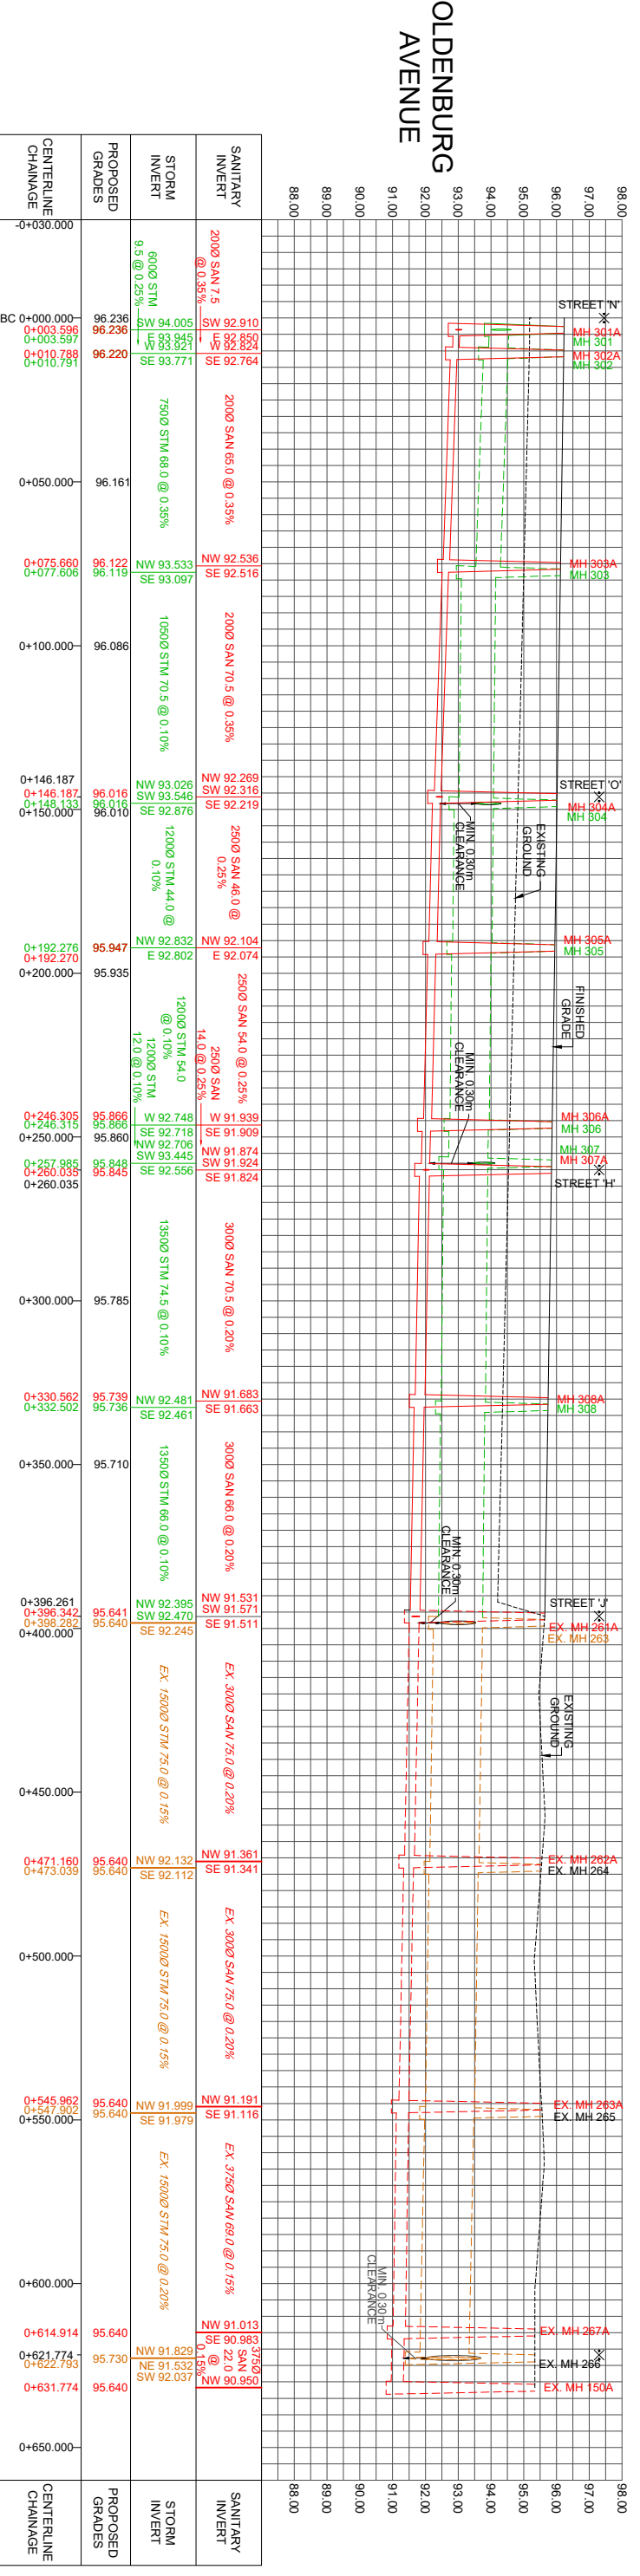 OLDENBURG
AVENUE
98.00
97.00
96.00
95.00
94.00
93.00
92.00
91.00
90.00
89.00
88.00
STREET 'N'
MH 301A
MH 301
MH 302A
MH 302
MH 303A
MH 303
STREET 'O'
MH 304A
MH 304
MIN. 0.30m
CLEARANCE
EXISTING
GROUND
MH 305A
MH 305
FINISHED
GRADE
MIN. 0.30m
CLEARANCE
MH 306A
MH 306
MH 307
MH 307A
STREET 'H'
MH 308A
MH 308
MIN. 0.30m
CLEARANCE
STREET 'J'
EX. MH 261A
EX. MH 263
EXISTING
GROUND
EX. MH 262A
EX. MH 264
EX. MH 263A
EX. MH 265
MIN. 0.30m
CLEARANCE
EX. MH 267A
EX. MH 266
EX. MH 150A
98.00
97.00
96.00
95.00
94.00
93.00
92.00
91.00
90.00
89.00
88.00
SANITARY
INVERT
200Ø SAN 7.5
@ 0.35%
SW 92.910
E 92.850
W 92.824
SE 92.764
200Ø SAN 65.0 @ 0.35%
NW 92.536
SE 92.516
200Ø SAN 70.5 @ 0.35%
NW 92.269
SW 92.316
SE 92.219
250Ø SAN 46.0 @
0.25%
NW 92.104
E 92.074
250Ø SAN 54.0 @ 0.25%
W 91.939
SE 91.909
250Ø SAN
14.0 @ 0.25%
NW 91.874
SW 91.924
SE 91.824
300Ø SAN 70.5 @ 0.20%
NW 91.683
SE 91.663
300Ø SAN 66.0 @ 0.20%
NW 91.531
SW 91.571
SE 91.511
EX. 300Ø SAN 75.0 @ 0.20%
NW 91.361
SE 91.341
EX. 300Ø SAN 75.0 @ 0.20%
NW 91.191
SE 91.116
EX. 375Ø SAN 69.0 @ 0.15%
NW 91.013
SE 90.983
375Ø
SAN
22.0 @
0.15%
NW 90.950
SANITARY
INVERT
STORM
INVERT
600Ø STM
9.5 @ 0.25%
SW 94.005
E 93.945
W 93.921
SE 93.771
750Ø STM 68.0 @ 0.35%
NW 93.533
SE 93.097
1050Ø STM 70.5 @ 0.10%
NW 93.026
SW 93.546
SE 92.876
1200Ø STM 44.0 @
0.10%
NW 92.832
E 92.802
1200Ø STM 54.0
@ 0.10%
W 92.748
SE 92.718
1200Ø STM
12.0 @ 0.10%
NW 92.706
SW 93.445
SE 92.556
1350Ø STM 74.5 @ 0.10%
NW 92.481
SE 92.461
1350Ø STM 66.0 @ 0.10%
NW 92.395
SW 92.470
SE 92.245
EX. 1500Ø STM 75.0 @ 0.15%
NW 92.132
SE 92.112
EX. 1500Ø STM 75.0 @ 0.15%
NW 91.999
SE 91.979
EX. 1500Ø STM 75.0 @ 0.20%
NW 91.829
NE 91.532
SW 92.037
STORM
INVERT
PROPOSED
GRADES
96.236
96.236
96.220
96.161
96.122
96.119
96.086
96.016
96.016
96.010
95.947
95.935
95.866
95.866
95.860
95.848
95.845
95.785
95.739
95.736
95.710
95.641
95.640
95.640
95.640
95.640
95.640
95.640
95.730
95.640
PROPOSED
GRADES
CENTERLINE
CHAINAGE
-0+030.000
BC 0+000.000
0+003.596
0+003.597
0+010.788
0+010.791
0+050.000
0+075.660
0+077.606
0+100.000
0+146.187
0+146.187
0+148.133
0+150.000
0+192.276
0+192.270
0+200.000
0+246.305
0+246.315
0+250.000
0+257.985
0+260.035
0+260.035
0+300.000
0+330.562
0+332.502
0+350.000
0+396.261
0+396.342
0+398.282
0+400.000
0+450.000
0+471.160
0+473.039
0+500.000
0+545.962
0+547.902
0+550.000
0+600.000
0+614.914
0+621.774
0+622.793
0+631.774
0+650.000
CENTERLINE
CHAINAGE